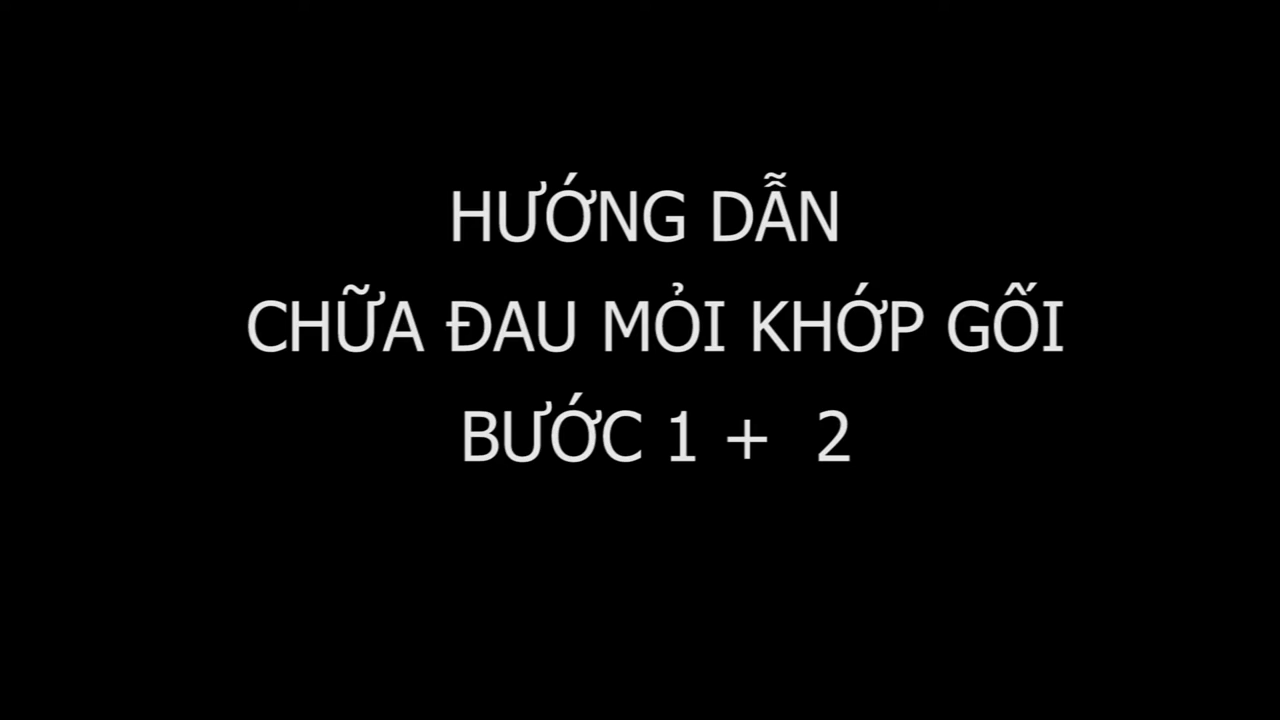 HƯỚNG DẪN
CHỮA ĐAU MỎI KHỚP GỐI
BƯỚC 1 + 2